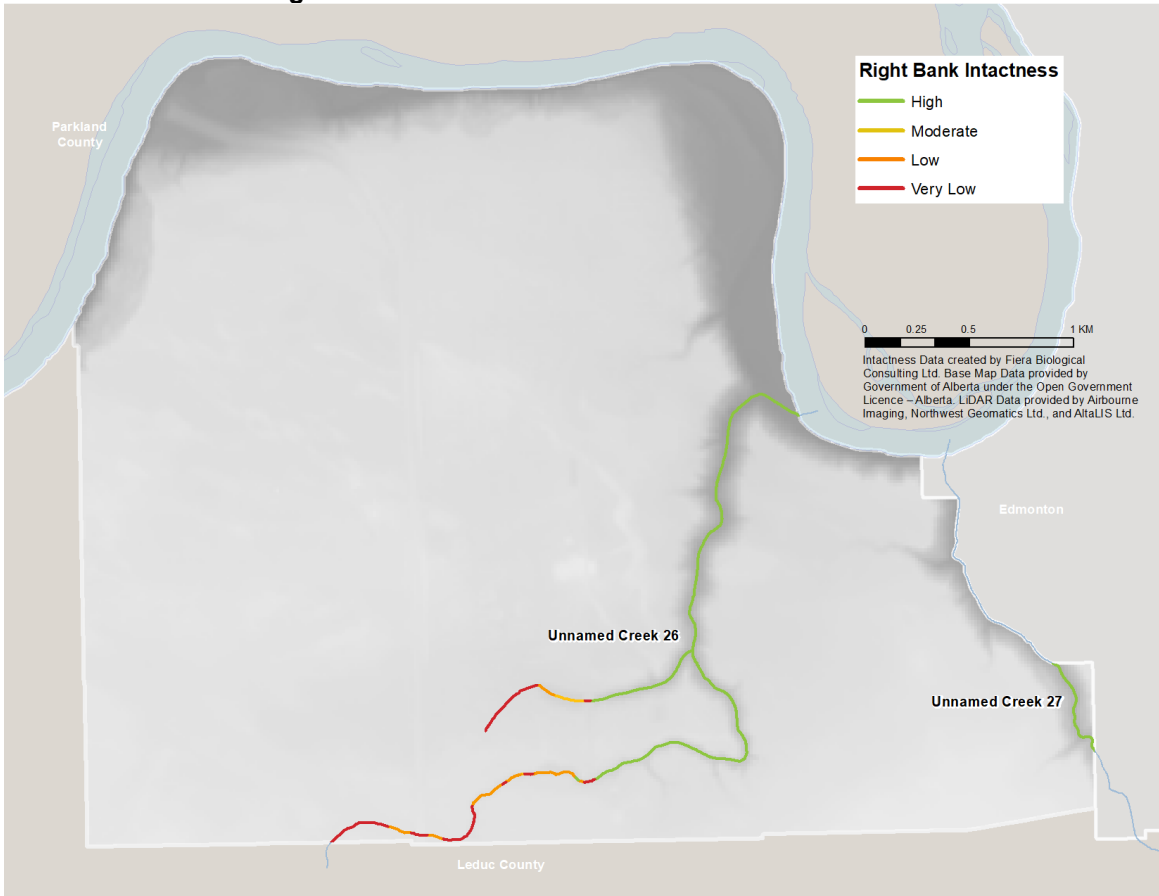 Parkland
County
Right Bank Intactness
High
Moderate
Low
Very Low
0 0.25 0.5 1 KM
Intactness Data created by Fiera Biological
Consulting Ltd. Base Map Data provided by
Government of Alberta under the Open Government
Licence – Alberta. LiDAR Data provided by Airbourne
Imaging, Northwest Geomatics Ltd., and AltaLIS Ltd.
Edmonton
Unnamed Creek 26
Unnamed Creek 27
Leduc County